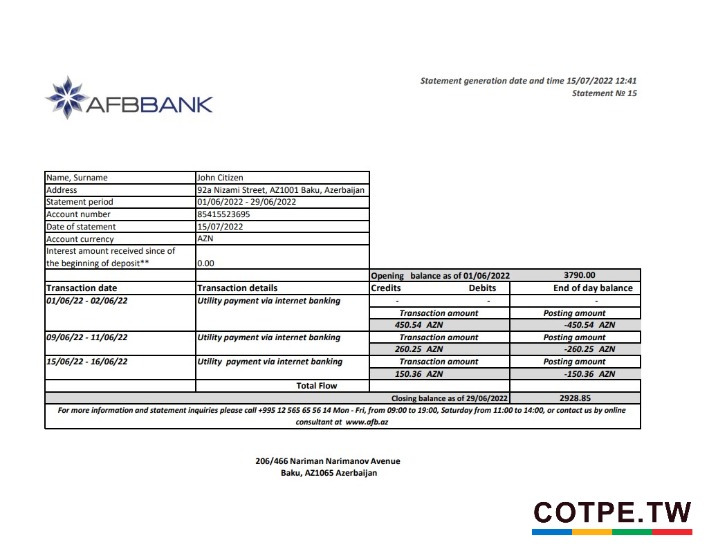 Statement generation date and time 15/07/2022 12:41
Statement № 15
AFBBANK
Name, Surname John Citizen
Address 92a Nizami Street, AZ1001 Baku, Azerbaijan
Statement period 01/06/2022 - 29/06/2022
Account number 85415523695
Date of statement 15/07/2022
Account currency AZN
Interest amount received since of
the beginning of deposit** 0.00
Opening balance as of 01/06/2022 3790.00
Transaction date Transaction details Credits Debits End of day balance
01/06/22 - 02/06/22 Utility payment via internet banking - - -
Transaction amount Posting amount
450.54 AZN -450.54 AZN
09/06/22 - 11/06/22 Utility payment via internet banking Transaction amount Posting amount
260.25 AZN -260.25 AZN
15/06/22 - 16/06/22 Utility payment via internet banking Transaction amount Posting amount
150.36 AZN -150.36 AZN
Total Flow
Closing balance as of 29/06/2022 2928.85
For more information and statement inquiries please call +995 12 565 65 56 14 Mon - Fri, from 09:00 to 19:00, Saturday from 11:00 to 14:00, or contact us by online
consultant at www.afb.az
206/466 Nariman Narimanov Avenue
Baku, AZ1065 Azerbaijan
COTPE.TW